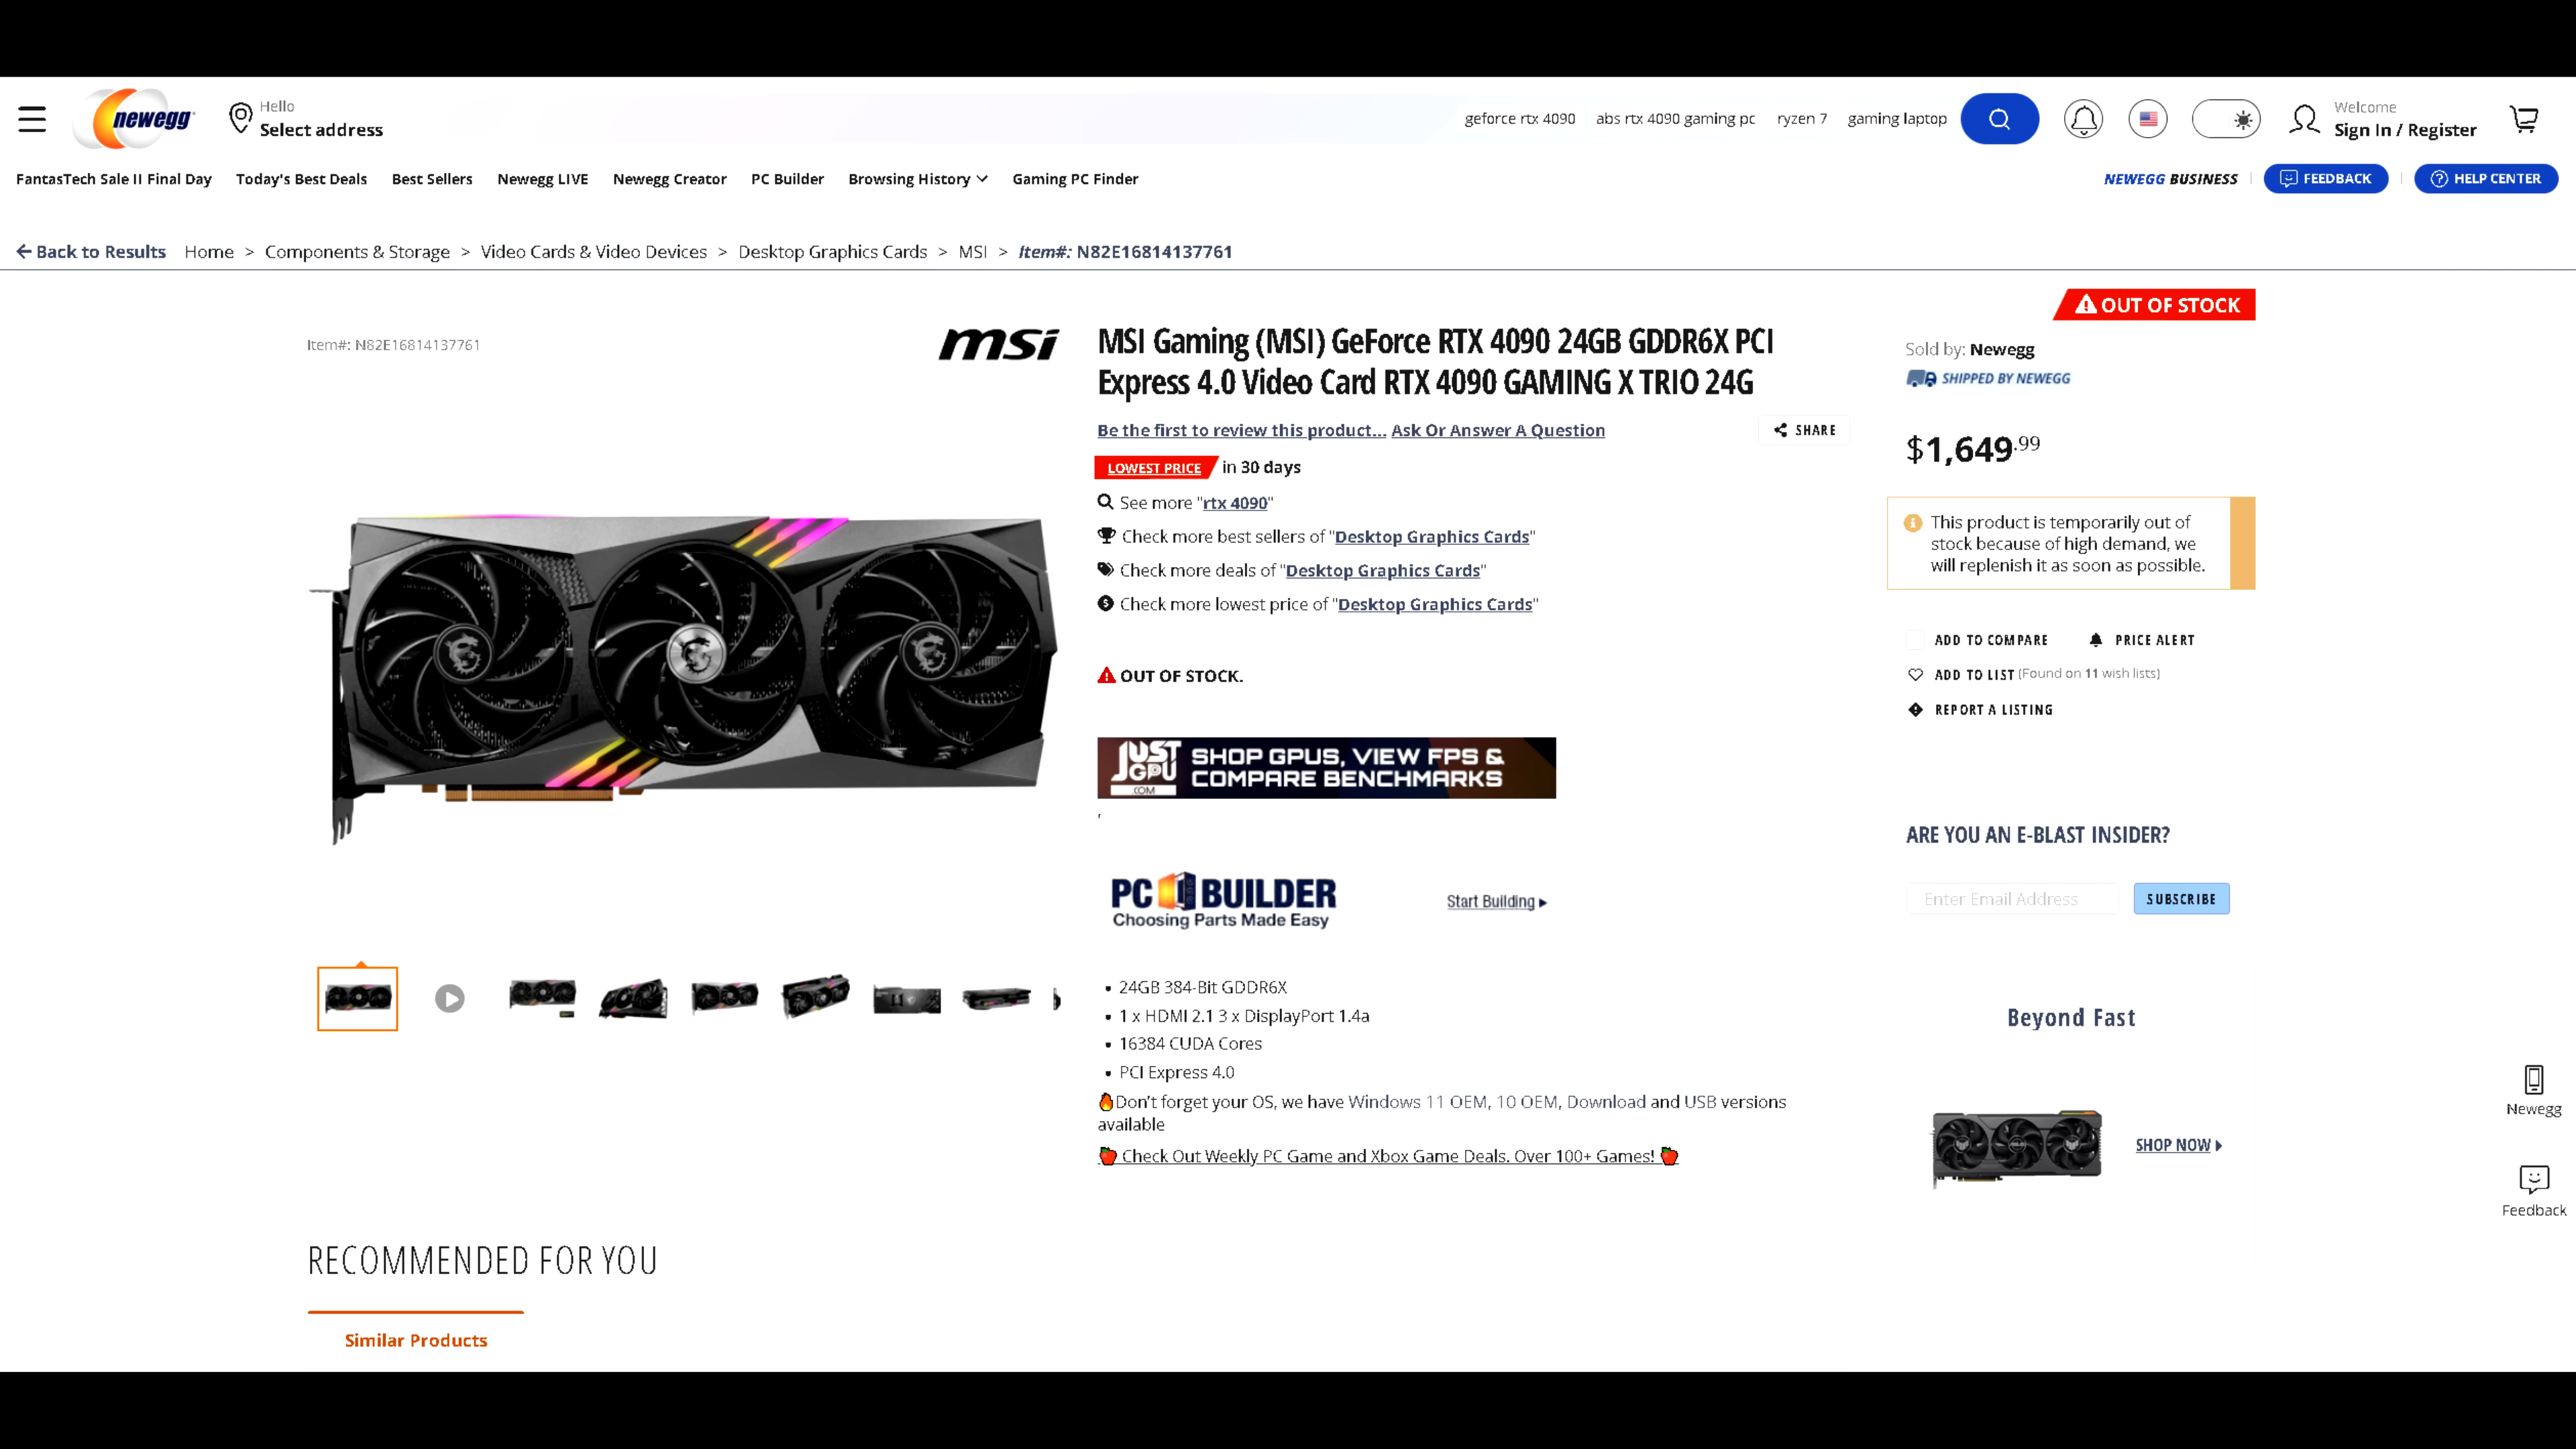 Hello
Select address
newegg
geforce rtx 4090 abs rtx 4090 gaming pc ryzen 7 gaming laptop
Welcome
Sign In / Register
FantasTech Sale II Final Day Today's Best Deals Best Sellers Newegg LIVE Newegg Creator PC Builder Browsing History Gaming PC Finder
NEWEGG BUSINESS FEEDBACK HELP CENTER
Back to Results Home > Components & Storage > Video Cards & Video Devices > Desktop Graphics Cards > MSI > Item#: N82E16814137761
Item#: N82E16814137761
msi
MSI Gaming (MSI) GeForce RTX 4090 24GB GDDR6X PCI
Express 4.0 Video Card RTX 4090 GAMING X TRIO 24G
Be the first to review this product... Ask Or Answer A Question
SHARE
LOWEST PRICE in 30 days
See more "rtx 4090"
Check more best sellers of "Desktop Graphics Cards"
Check more deals of "Desktop Graphics Cards"
Check more lowest price of "Desktop Graphics Cards"
OUT OF STOCK.
JUST
GPU
.COM
SHOP GPUS, VIEW FPS &
COMPARE BENCHMARKS
,
PC BUILDER
Choosing Parts Made Easy
Start Building
• 24GB 384-Bit GDDR6X
• 1 x HDMI 2.1 3 x DisplayPort 1.4a
• 16384 CUDA Cores
• PCI Express 4.0
🔥Don't forget your OS, we have Windows 11 OEM, 10 OEM, Download and USB versions
available
🍎 Check Out Weekly PC Game and Xbox Game Deals. Over 100+ Games! 🍎
OUT OF STOCK
Sold by: Newegg
SHIPPED BY NEWEGG
$1,649.99
This product is temporarily out of
stock because of high demand, we
will replenish it as soon as possible.
ADD TO COMPARE PRICE ALERT
ADD TO LIST (Found on 11 wish lists)
REPORT A LISTING
ARE YOU AN E-BLAST INSIDER?
Enter Email Address SUBSCRIBE
Beyond Fast
SHOP NOW
Newegg
Feedback
RECOMMENDED FOR YOU
Similar Products